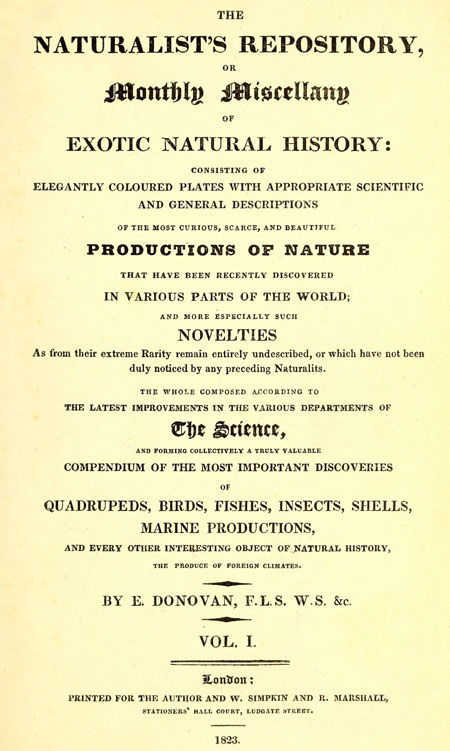 THE
NATURALIST'S REPOSITORY,
OR
Monthly Miscellany
OF
EXOTIC NATURAL HISTORY:
CONSISTING OF
ELEGANTLY COLOURED PLATES WITH APPROPRIATE SCIENTIFIC
AND GENERAL DESCRIPTIONS
OF THE MOST CURIOUS, SCARCE, AND BEAUTIFUL
PRODUCTIONS OF NATURE
THAT HAVE BEEN RECENTLY DISCOVERED
IN VARIOUS PARTS OF THE WORLD;
AND MORE ESPECIALLY SUCH
NOVELTIES
As from their extreme Rarity remain entirely undescribed, or which have not been
duly noticed by any preceding Naturalits.
THE WHOLE COMPOSED ACCORDING TO
THE LATEST IMPROVEMENTS IN THE VARIOUS DEPARTMENTS OF
The Science,
AND FORMING COLLECTIVELY A TRULY VALUABLE
COMPENDIUM OF THE MOST IMPORTANT DISCOVERIES
OF
QUADRUPEDS, BIRDS, FISHES, INSECTS, SHELLS,
MARINE PRODUCTIONS,
AND EVERY OTHER INTERESTING OBJECT OF NATURAL HISTORY,
THE PRODUCE OF FOREIGN CLIMATES.
BY E. DONOVAN, F.L.S. W.S. &c.
VOL. I.
London:
PRINTED FOR THE AUTHOR AND W. SIMPKIN AND R. MARSHALL,
STATIONERS' HALL COURT, LUDGATE STREET.
1823.